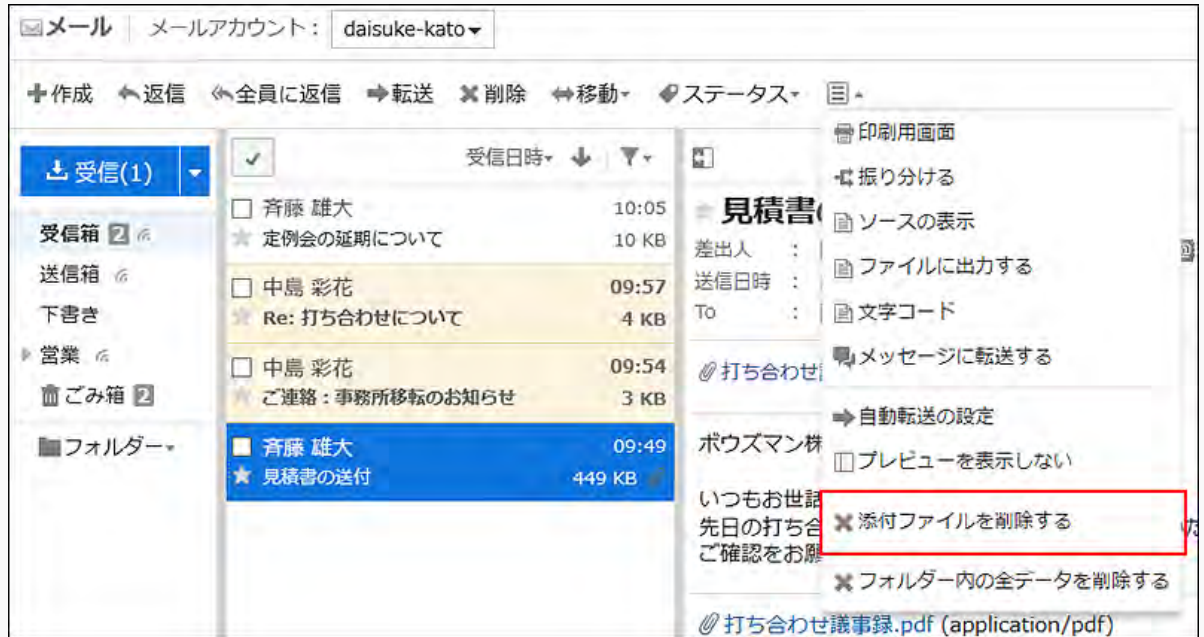 メール メールアカウント： daisuke-kato
作成 返信 全員に返信 転送 削除 移動 ステータス
受信(1)
受信箱 2
送信箱
下書き
営業
ごみ箱 2
フォルダー
受信日時
斉藤 雄大 10:05
定例会の延期について 10 KB
中島 彩花 09:57
Re: 打ち合わせについて 4 KB
中島 彩花 09:54
ご連絡：事務所移転のお知らせ 3 KB
斉藤 雄大 09:49
見積書の送付 449 KB
見積書
差出人 ：
送信日時 ：
To ：
打ち合わせ
ボウズマン株
いつもお世話
先日の打ち合
ご確認をお願
打ち合わせ議事録.pdf (application/pdf)
印刷用画面
振り分ける
ソースの表示
ファイルに出力する
文字コード
メッセージに転送する
自動転送の設定
プレビューを表示しない
添付ファイルを削除する
フォルダー内の全データを削除する